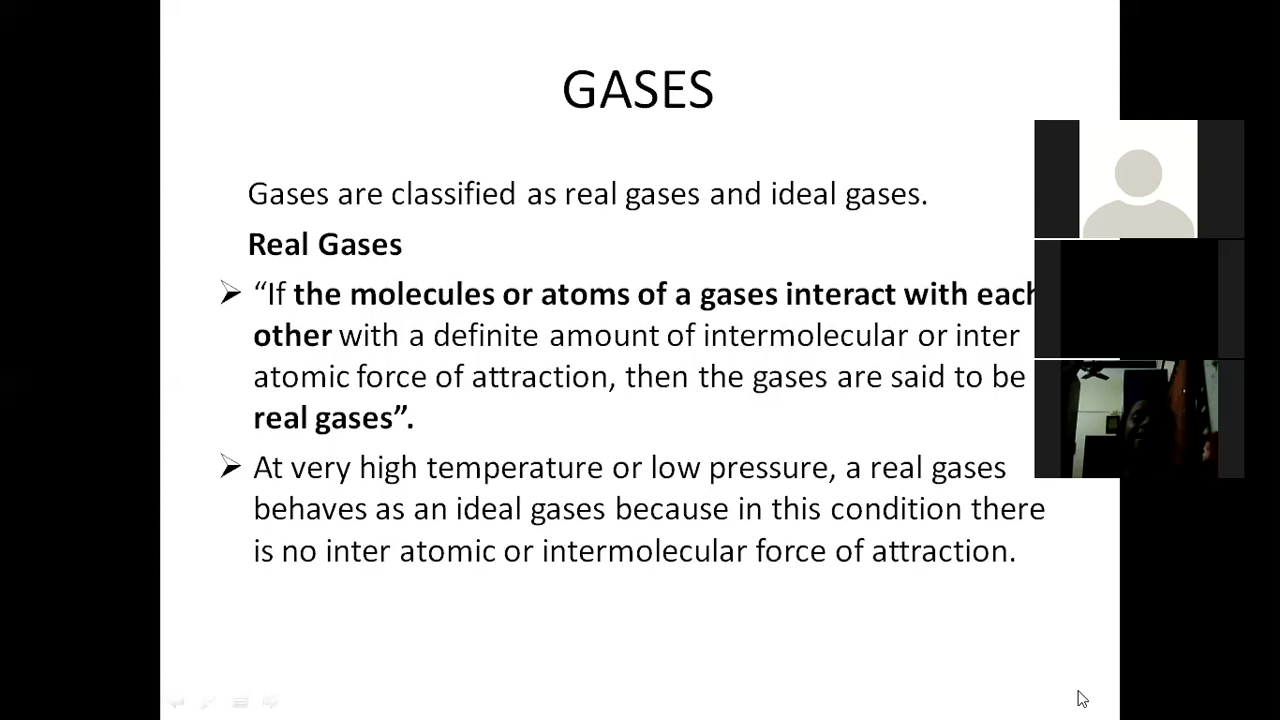 GASES
Gases are classified as real gases and ideal gases.
Real Gases
“If the molecules or atoms of a gases interact with each
other with a definite amount of intermolecular or inter
atomic force of attraction, then the gases are said to be
real gases”.
At very high temperature or low pressure, a real gases
behaves as an ideal gases because in this condition there
is no inter atomic or intermolecular force of attraction.